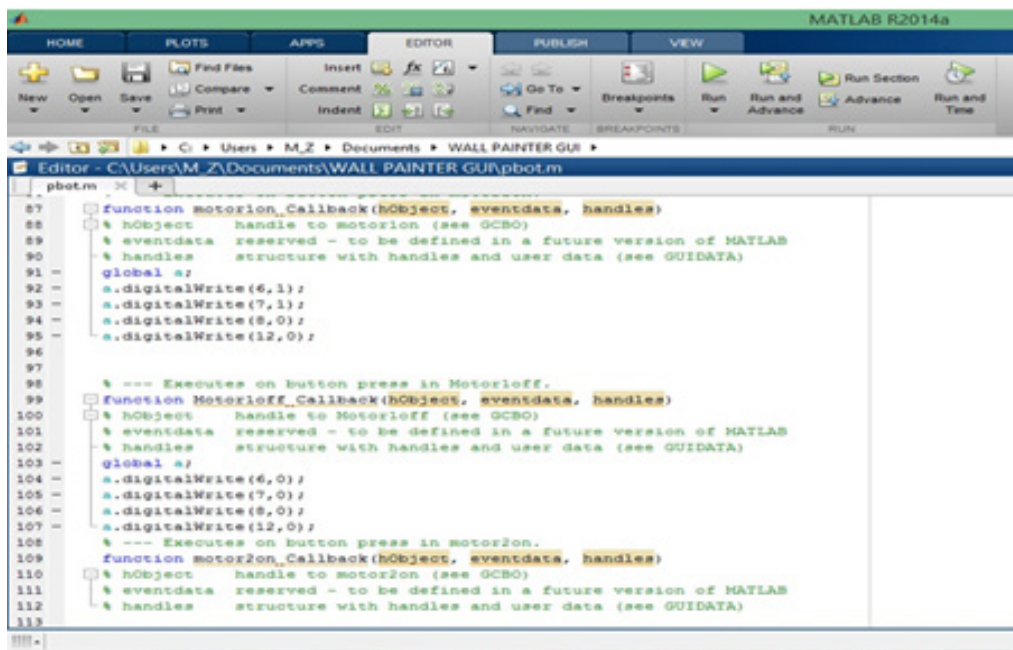 MATLAB R2014a
HOME PLOTS APPS EDITOR PUBLISH VIEW
New Open Save Find Files Compare Print Insert fx Comment Indent Go To Find Breakpoints Run Run and Advance Run Section Advance Run and Time
FILE EDIT NAVIGATE BREAKPOINTS RUN
C: Users M_Z Documents WALL PAINTER GUI
Editor - C:\Users\M_Z\Documents\WALL PAINTER GUI\pbot.m
pbot.m
87 function motor1on_Callback(hObject, eventdata, handles)
88 % hObject handle to motor1on (see GCBO)
89 % eventdata reserved - to be defined in a future version of MATLAB
90 % handles structure with handles and user data (see GUIDATA)
91 - global a;
92 - a.digitalWrite(6,1);
93 - a.digitalWrite(7,1);
94 - a.digitalWrite(8,0);
95 - a.digitalWrite(12,0);
96
97
98 % --- Executes on button press in Motor1off.
99 function Motor1off_Callback(hObject, eventdata, handles)
100 % hObject handle to Motor1off (see GCBO)
101 % eventdata reserved - to be defined in a future version of MATLAB
102 % handles structure with handles and user data (see GUIDATA)
103 - global a;
104 - a.digitalWrite(6,0);
105 - a.digitalWrite(7,0);
106 - a.digitalWrite(8,0);
107 - a.digitalWrite(12,0);
108 % --- Executes on button press in motor2on.
109 function motor2on_Callback(hObject, eventdata, handles)
110 % hObject handle to motor2on (see GCBO)
111 % eventdata reserved - to be defined in a future version of MATLAB
112 % handles structure with handles and user data (see GUIDATA)
113